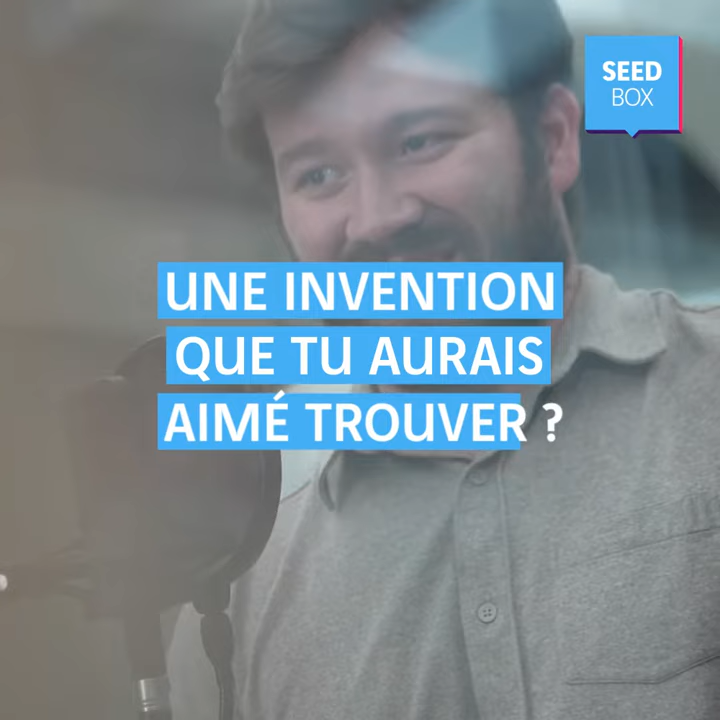 SEED
BOX
UNE INVENTION
QUE TU AURAIS
AIMÉ TROUVER ?